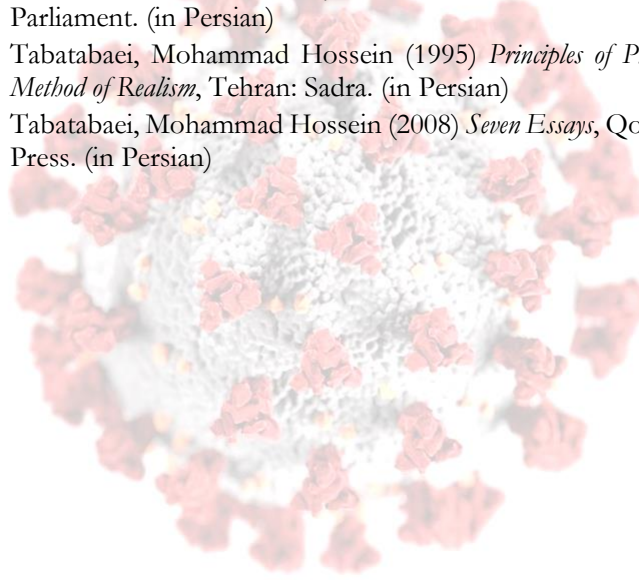 Parliament. (in Persian)
Tabatabaei, Mohammad Hossein (1995) Principles of P
Method of Realism, Tehran: Sadra. (in Persian)
Tabatabaei, Mohammad Hossein (2008) Seven Essays, Qo
Press. (in Persian)